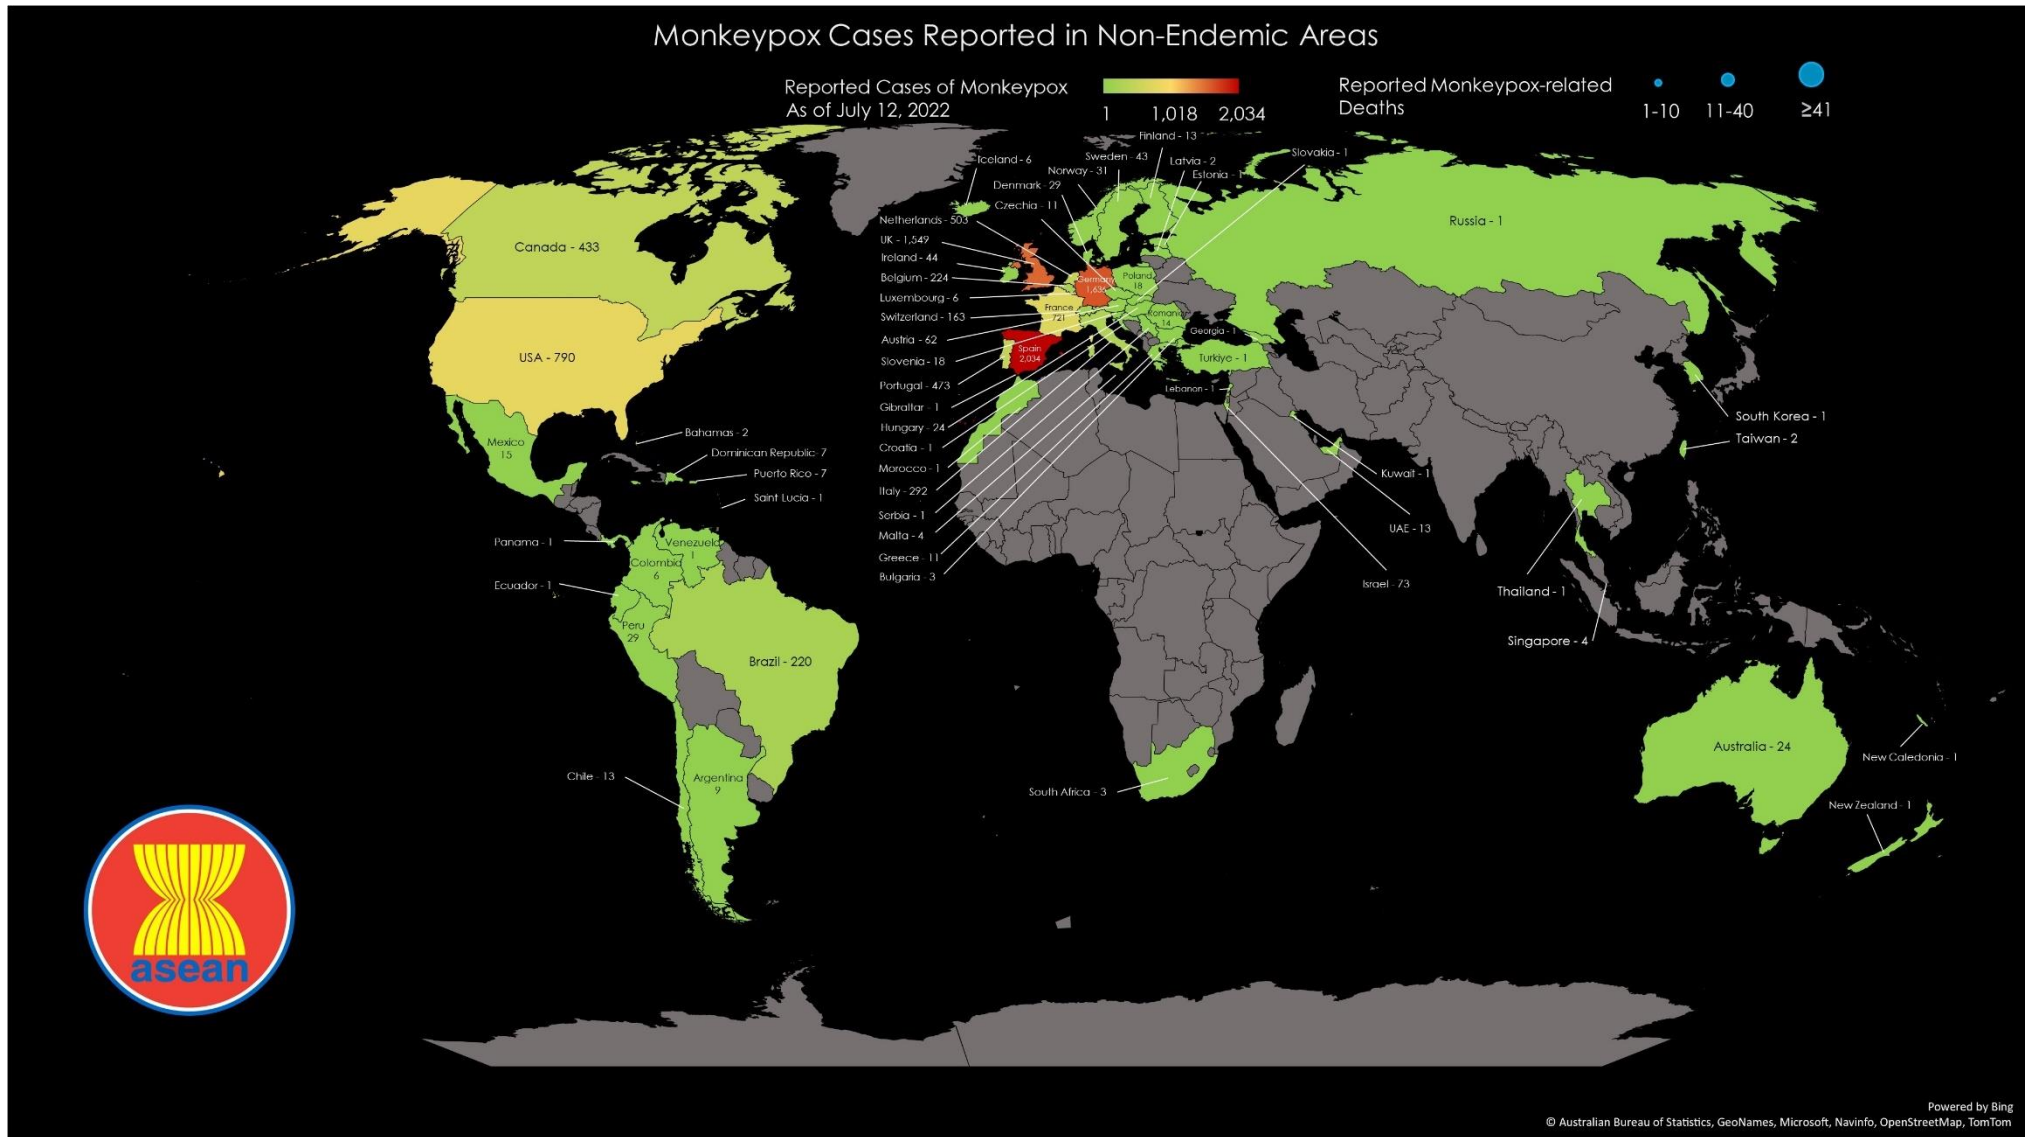 Monkeypox Cases Reported in Non-Endemic Areas
Reported Cases of Monkeypox
As of July 12, 2022
1 1,018 2,034
Reported Monkeypox-related
Deaths
1-10 11-40 ≥41
Finland - 13
Iceland - 6
Sweden - 43
Latvia - 2
Slovakia - 1
Norway - 31
Estonia - 1
Denmark - 29
Czechia - 11
Netherlands - 503
UK - 1,549
Ireland - 44
Belgium - 224
Luxembourg - 6
Switzerland - 163
Austria - 62
Slovenia - 18
Portugal - 473
Gibraltar - 1
Hungary - 24
Croatia - 1
Morocco - 1
Italy - 292
Serbia - 1
Malta - 4
Greece - 11
Bulgaria - 3
Germany
1,636
Poland
18
France
721
Romania
14
Spain
2,034
Georgia - 1
Turkiye - 1
Lebanon - 1
Russia - 1
Canada - 433
USA - 790
Mexico
15
Bahamas - 2
Dominican Republic- 7
Puerto Rico - 7
Saint Lucia - 1
Panama - 1
Venezuela
1
Colombia
6
Ecuador - 1
Peru
29
Brazil - 220
Chile - 13
Argentina
9
South Africa - 3
Kuwait - 1
UAE - 13
Israel - 73
South Korea - 1
Taiwan - 2
Thailand - 1
Singapore - 4
Australia - 24
New Caledonia - 1
New Zealand - 1
asean
Powered by Bing
© Australian Bureau of Statistics, GeoNames, Microsoft, Navinfo, OpenStreetMap, TomTom